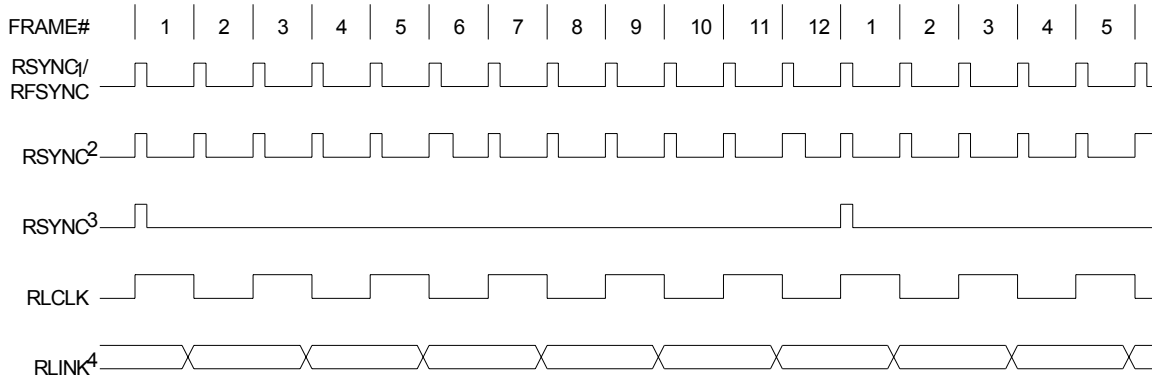 FRAME# 1 2 3 4 5 6 7 8 9 10 11 12 1 2 3 4 5
RSYNC1/
RFSYNC
RSYNC2
RSYNC3
RLCLK
RLINK4